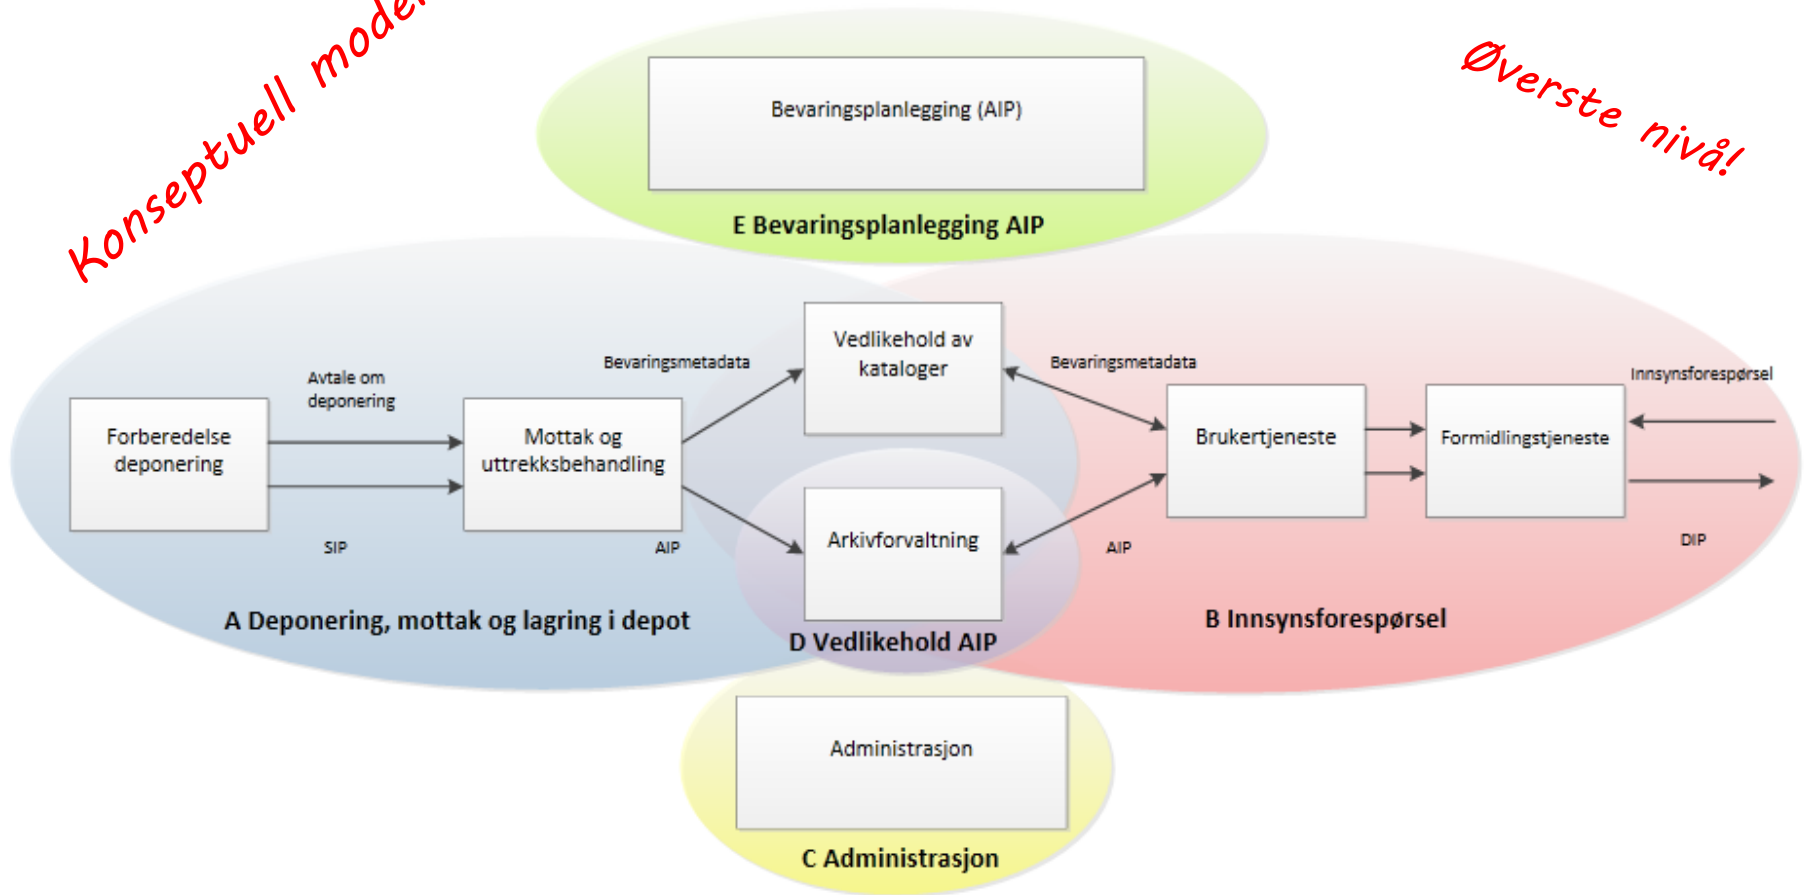 Konseptuell
Øverste nivå!
Bevaringsplanlegging (AIP)
E Bevaringsplanlegging AIP
Avtale om
deponering
Forberedelse
deponering
SIP
Mottak og
uttrekksbehandling
Bevaringsmetadata
AIP
Vedlikehold av
kataloger
Arkivforvaltning
Bevaringsmetadata
AIP
Brukertjeneste
Formidlingstjeneste
Innsynsforespørsel
DIP
A Deponering, mottak og lagring i depot
D Vedlikehold AIP
B Innsynsforespørsel
Administrasjon
C Administrasjon